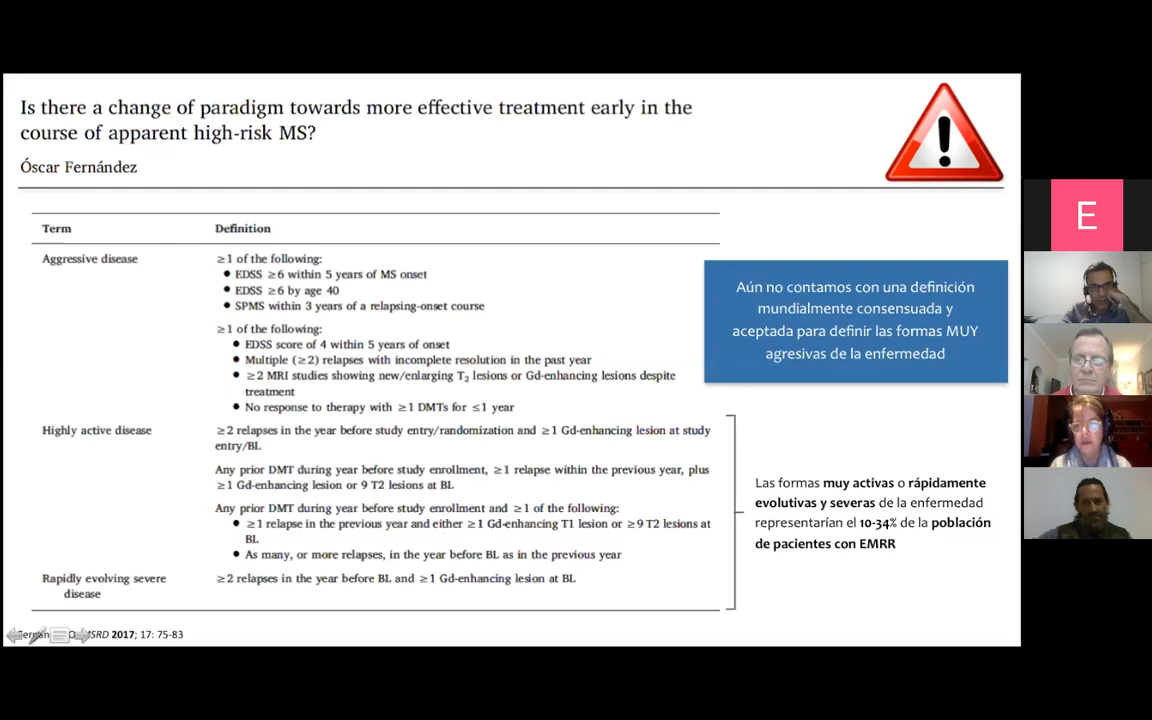 Is there a change of paradigm towards more effective treatment early in the
course of apparent high-risk MS?
Óscar Fernández
Term Definition
Aggressive disease ≥1 of the following:
● EDSS ≥6 within 5 years of MS onset
● EDSS ≥6 by age 40
● SPMS within 3 years of a relapsing-onset course
≥1 of the following:
● EDSS score of 4 within 5 years of onset
● Multiple (≥2) relapses with incomplete resolution in the past year
● ≥2 MRI studies showing new/enlarging T2 lesions or Gd-enhancing lesions despite
treatment
● No response to therapy with ≥1 DMTs for ≤1 year
Highly active disease ≥2 relapses in the year before study entry/randomization and ≥1 Gd-enhancing lesion at study
entry/BL
Any prior DMT during year before study enrollment, ≥1 relapse within the previous year, plus
≥1 Gd-enhancing lesion or 9 T2 lesions at BL
Any prior DMT during year before study enrollment and ≥1 of the following:
● ≥1 relapse in the previous year and either ≥1 Gd-enhancing T1 lesion or ≥9 T2 lesions at
BL
● As many, or more relapses, in the year before BL as in the previous year
Rapidly evolving severe ≥2 relapses in the year before BL and ≥1 Gd-enhancing lesion at BL
disease
Aún no contamos con una definición
mundialmente consensuada y
aceptada para definir las formas MUY
agresivas de la enfermedad
Las formas muy activas o rápidamente
evolutivas y severas de la enfermedad
representarían el 10-34% de la población
de pacientes con EMRR
2017; 17: 75-83
E